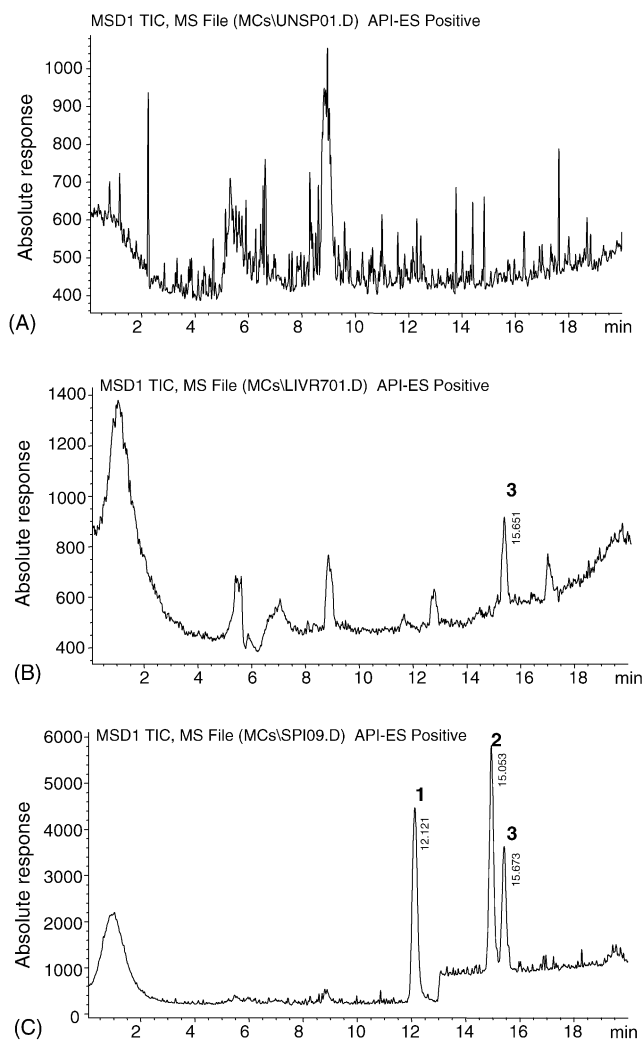 MSD1 TIC, MS File (MCs\UNSP01.D) API-ES Positive
Absolute response
1000
900
800
700
600
500
400
2 4 6 8 10 12 14 16 18 min
(A)
MSD1 TIC, MS File (MCs\LIVR701.D) API-ES Positive
Absolute response
1400
1200
1000
800
600
400
3
15.651
2 4 6 8 10 12 14 16 18 min
(B)
MSD1 TIC, MS File (MCs\SPI09.D) API-ES Positive
Absolute response
6000
5000
4000
3000
2000
1000
0
1
12.121
2
15.053
3
15.673
2 4 6 8 10 12 14 16 18 min
(C)